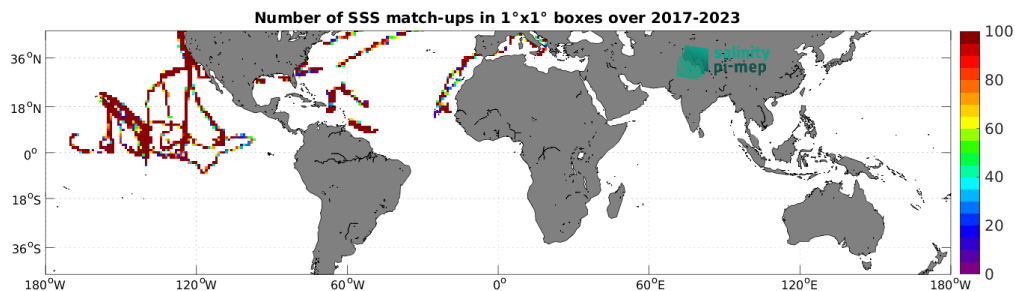 Number of SSS match-ups in 1°x1° boxes over 2017-2023
salinity
pi-mep
36°N
18°N
0°
18°S
36°S
180°W
120°W
60°W
0°
60°E
120°E
180°W
100
80
60
40
20
0